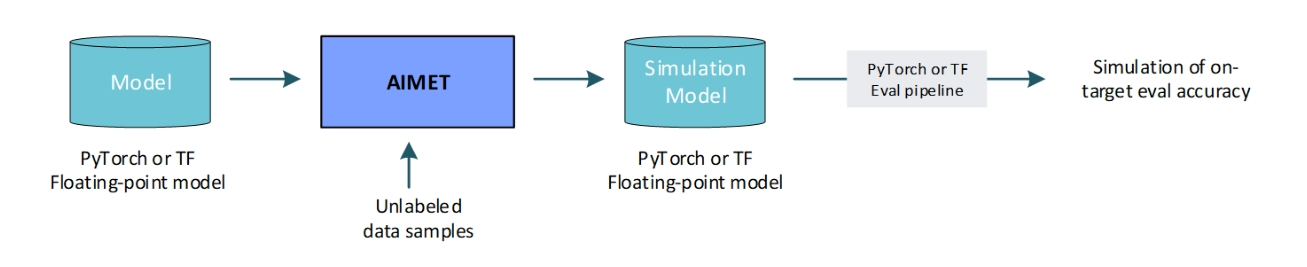 Model
PyTorch or TF
Floating-point model
AIMET
Unlabeled
data samples
Simulation
Model
PyTorch or TF
Floating-point model
PyTorch or TF
Eval pipeline
Simulation of on-
target eval accuracy